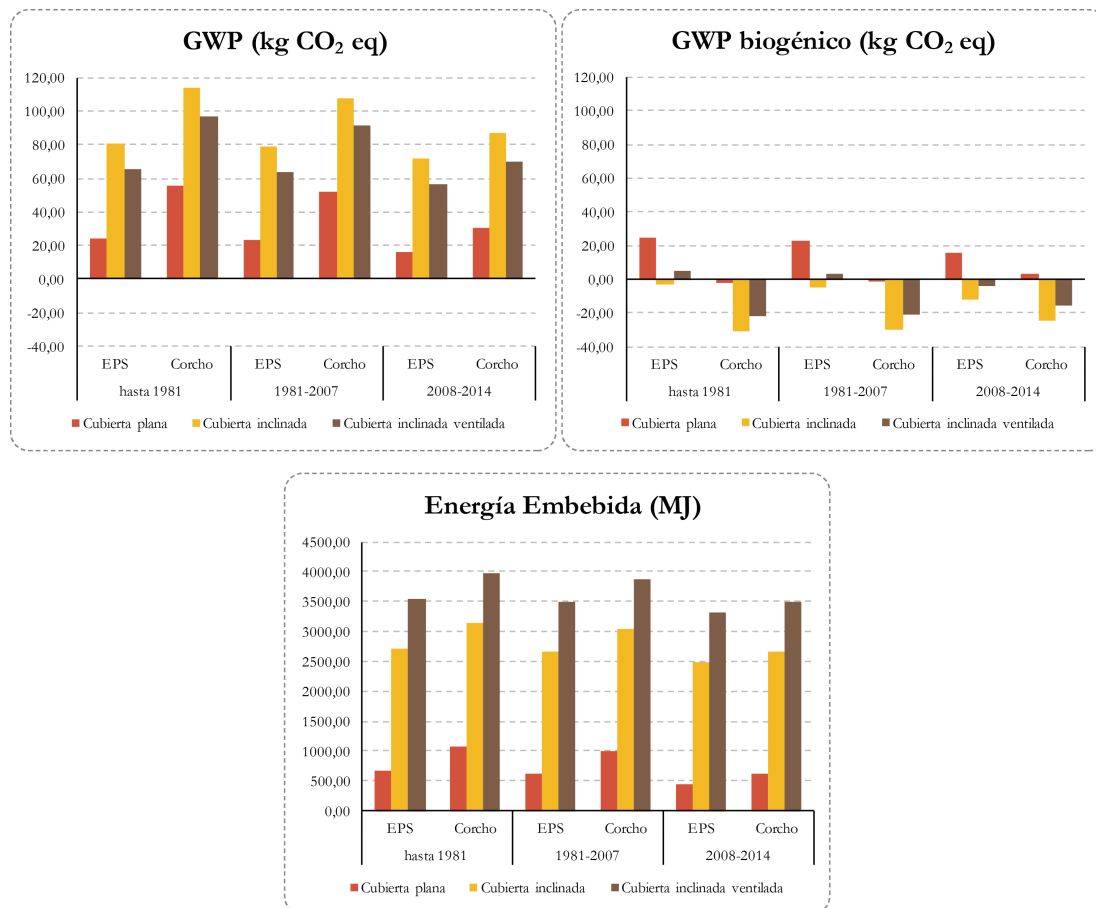 GWP (kg CO₂ eq)
120,00
100,00
80,00
60,00
40,00
20,00
0,00
-20,00
-40,00
EPS Corcho EPS Corcho EPS Corcho
hasta 1981 1981-2007 2008-2014
Cubierta plana Cubierta inclinada Cubierta inclinada ventilada
GWP biogénico (kg CO₂ eq)
120,00
100,00
80,00
60,00
40,00
20,00
0,00
-20,00
-40,00
EPS Corcho EPS Corcho EPS Corcho
hasta 1981 1981-2007 2008-2014
Cubierta plana Cubierta inclinada Cubierta inclinada ventilada
Energía Embebida (MJ)
4500,00
4000,00
3500,00
3000,00
2500,00
2000,00
1500,00
1000,00
500,00
0,00
EPS Corcho EPS Corcho EPS Corcho
hasta 1981 1981-2007 2008-2014
Cubierta plana Cubierta inclinada Cubierta inclinada ventilada